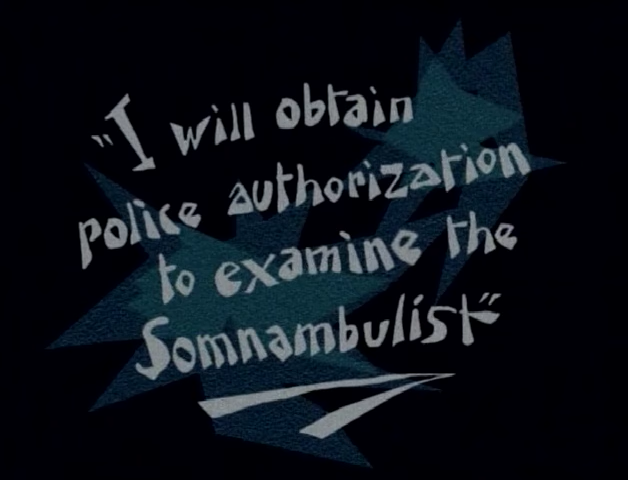 "I will obtain
police authorization
to examine the
Somnambulist"